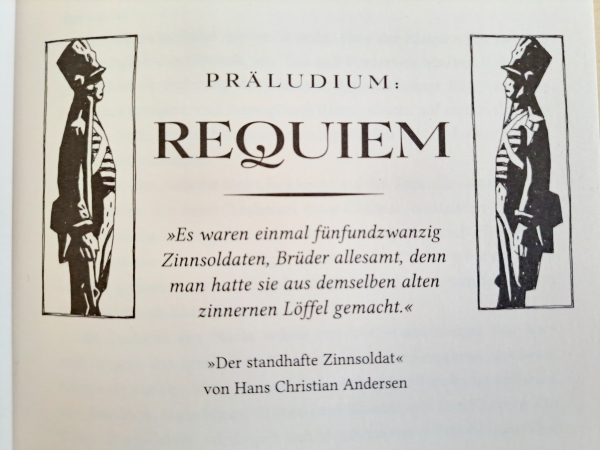 PRÄLUDIUM:
REQUIEM
»Es waren einmal fünfundzwanzig
Zinnsoldaten, Brüder allesamt, denn
man hatte sie aus demselben alten
zinnernen Löffel gemacht.«
»Der standhafte Zinnsoldat«
von Hans Christian Andersen